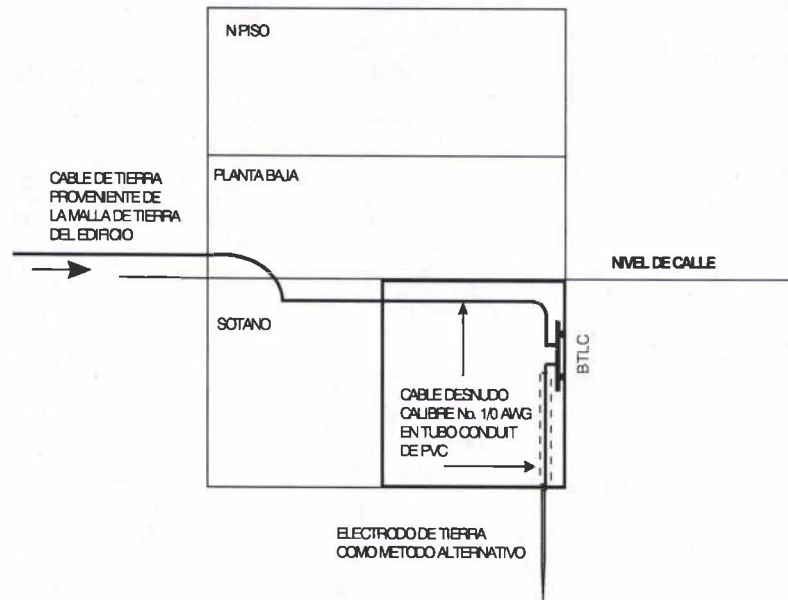 N PISO
PLANTA BAJA
CABLE DE TIERRA
PROVENIENTE DE
LA MALLA DE TIERRA
DEL EDIFICIO
NIVEL DE CALLE
SOTANO
BTLC
CABLE DESNUDO
CALIBRE No. 1/0 AWG
EN TUBO CONDUIT
DE PVC
ELECTRODO DE TIERRA
COMO METODO ALTERNATIVO